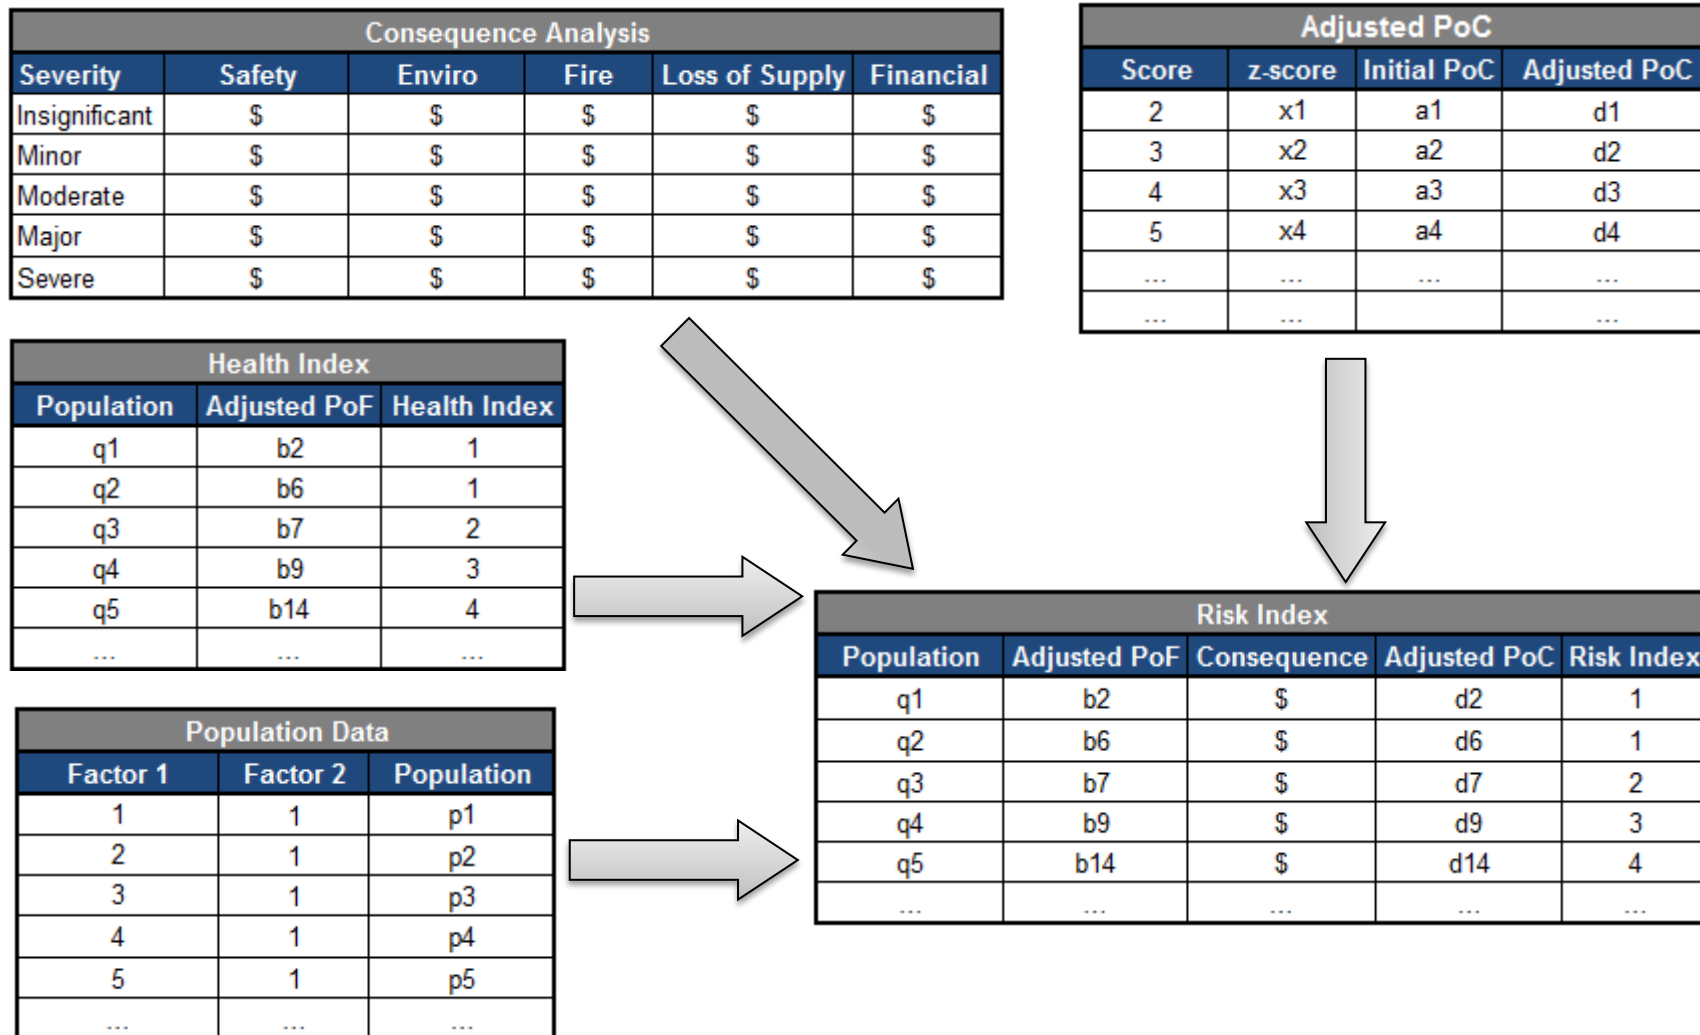 Consequence Analysis
Severity Safety Enviro Fire Loss of Supply Financial
Insignificant $ $ $ $ $
Minor $ $ $ $ $
Moderate $ $ $ $ $
Major $ $ $ $ $
Severe $ $ $ $ $
Adjusted PoC
Score z-score Initial PoC Adjusted PoC
2 x1 a1 d1
3 x2 a2 d2
4 x3 a3 d3
5 x4 a4 d4
... ... ... ...
... ... ...
Health Index
Population Adjusted PoF Health Index
q1 b2 1
q2 b6 1
q3 b7 2
q4 b9 3
q5 b14 4
... ... ...
Risk Index
Population Adjusted PoF Consequence Adjusted PoC Risk Index
q1 b2 $ d2 1
q2 b6 $ d6 1
q3 b7 $ d7 2
q4 b9 $ d9 3
q5 b14 $ d14 4
... ... ... ... ...
Population Data
Factor 1 Factor 2 Population
1 1 p1
2 1 p2
3 1 p3
4 1 p4
5 1 p5
... ... ...